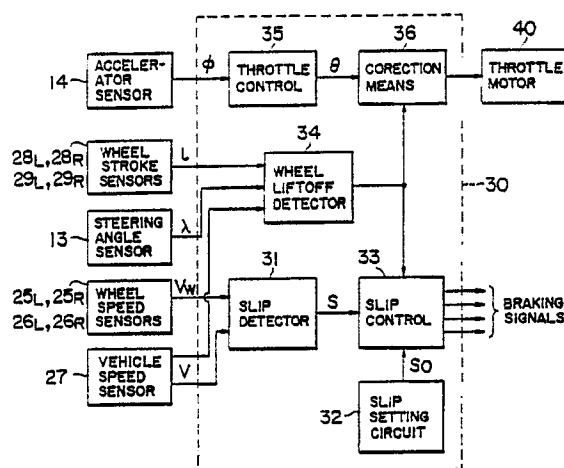 35
36
40
ACCELER-
ATOR
SENSOR
14
ϕ
THROTTLE
CONTROL
θ
CORECTION
MEANS
THROTTLE
MOTOR
34
28L, 28R
29L, 29R
WHEEL
STROKE
SENSORS
l
WHEEL
LIFTOFF
DETECTOR
30
STEERING
ANGLE
SENSOR
13
λ
31
33
25L, 25R
26L, 26R
WHEEL
SPEED
SENSORS
VW
SLIP
DETECTOR
S
SLIP
CONTROL
BRAKING
SIGNALS
VEHICLE
SPEED
SENSOR
27
V
SO
SLIP
SETTING
CIRCUIT
32